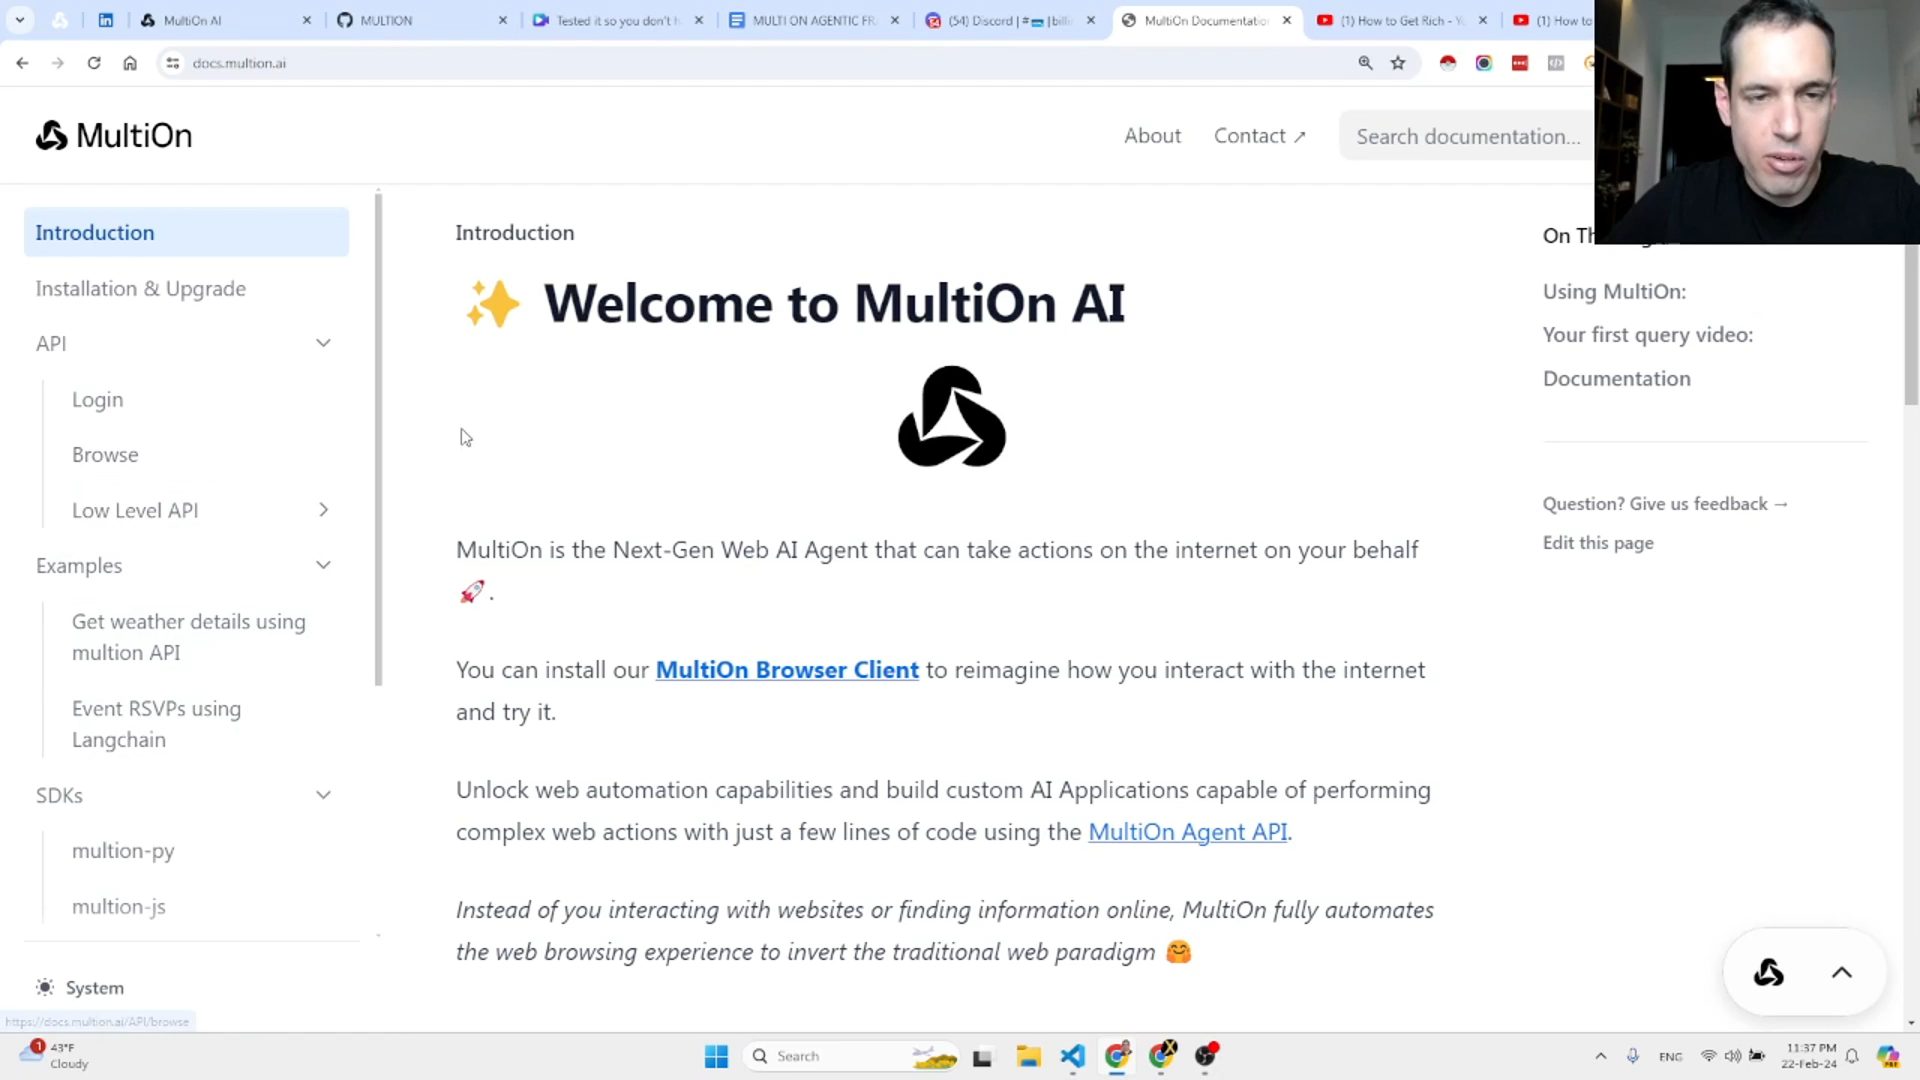 MultiOn AI
MULTION
Tested it so you don't h
MULTI ON AGENTIC FR
(54) Discord | # | billi
MultiOn Documentation
(1) How to Get Rich - Y
(1) How to
docs.multion.ai
MultiOn
About
Contact ↗
Search documentation...
Introduction
Installation & Upgrade
API
Login
Browse
Low Level API
Examples
Get weather details using
multion API
Event RSVPs using
Langchain
SDKs
multion-py
multion-js
System
https://docs.multion.ai/API/browse
Introduction
✨ Welcome to MultiOn AI
MultiOn is the Next-Gen Web AI Agent that can take actions on the internet on your behalf
🚀 .
You can install our MultiOn Browser Client to reimagine how you interact with the internet
and try it.
Unlock web automation capabilities and build custom AI Applications capable of performing
complex web actions with just a few lines of code using the MultiOn Agent API.
Instead of you interacting with websites or finding information online, MultiOn fully automates
the web browsing experience to invert the traditional web paradigm 🤗
On Th
Using MultiOn:
Your first query video:
Documentation
Question? Give us feedback →
Edit this page
1
43°F
Cloudy
Search
ENG
11:37 PM
22-Feb-24